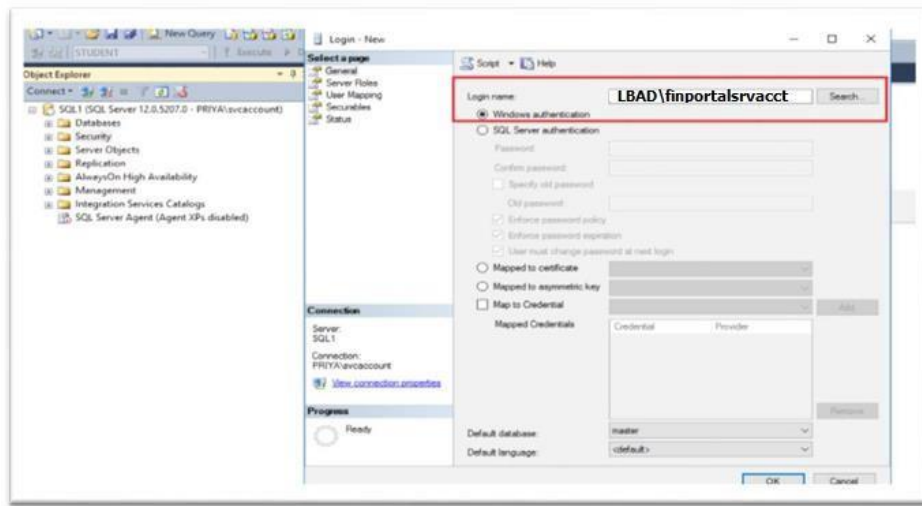 New Query
STUDENT
Execute
Object Explorer
Connect
SQL1 (SQL Server 12.0.5207.0 - PRIYA\svcaccount)
Databases
Security
Server Objects
Replication
AlwaysOn High Availability
Management
Integration Services Catalogs
SQL Server Agent (Agent XPs disabled)
Login - New
Select a page
General
Server Roles
User Mapping
Securables
Status
Connection
Server:
SQL1
Connection:
PRIYA\svcaccount
View connection properties
Progress
Ready
Script Help
Login name: LBAD\finportalsrvacct Search...
Windows authentication
SQL Server authentication
Password:
Confirm password:
Specify old password
Old password:
Enforce password policy
Enforce password expiration
User must change password at next login
Mapped to certificate
Mapped to asymmetric key
Map to Credential Add
Mapped Credentials Credential Provider
Remove
Default database: master
Default language: <default>
OK Cancel